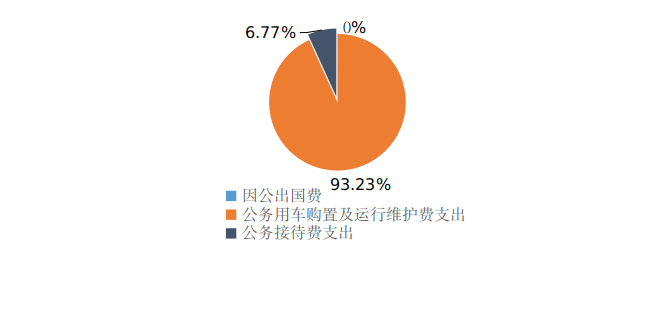 6.77%
0%
93.23%
因公出国费
公务用车购置及运行维护费支出
公务接待费支出